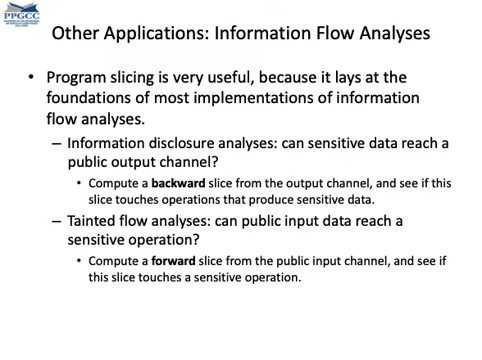 PPGCC
Other Applications: Information Flow Analyses
• Program slicing is very useful, because it lays at the
foundations of most implementations of information
flow analyses.
– Information disclosure analyses: can sensitive data reach a
public output channel?
• Compute a backward slice from the output channel, and see if this
slice touches operations that produce sensitive data.
– Tainted flow analyses: can public input data reach a
sensitive operation?
• Compute a forward slice from the public input channel, and see if
this slice touches a sensitive operation.